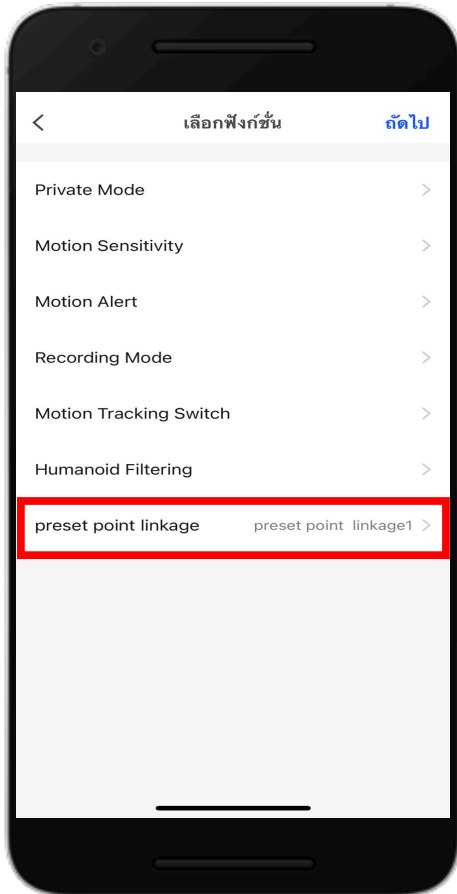 เลือกฟังก์ชั่น ถัดไป
Private Mode
Motion Sensitivity
Motion Alert
Recording Mode
Motion Tracking Switch
Humanoid Filtering
preset point linkage preset point linkage1